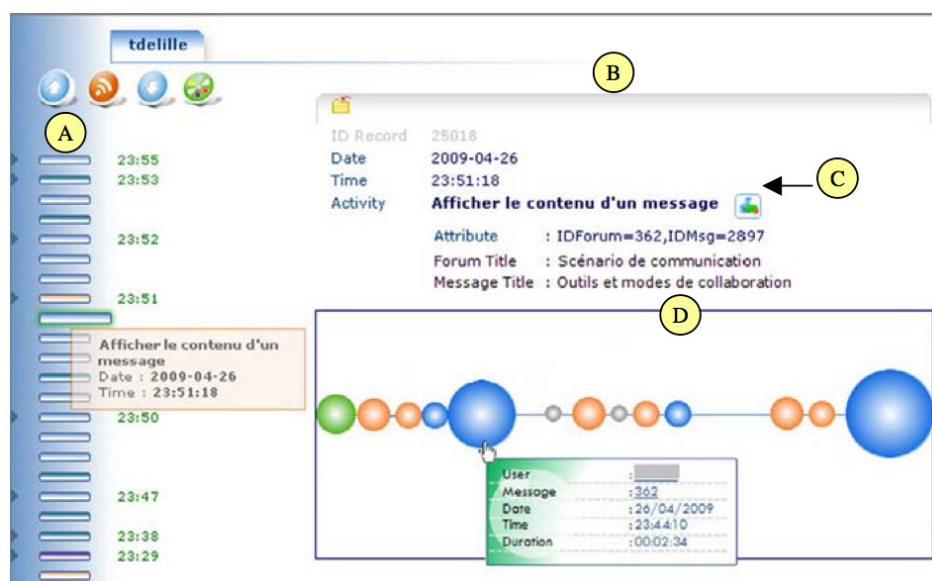 tdelille
A
B
C
D
23:55
23:53
23:52
23:51
23:50
23:47
23:38
23:29
Afficher le contenu d'un
message
Date : 2009-04-26
Time : 23:51:18
ID Record 25018
Date 2009-04-26
Time 23:51:18
Activity Afficher le contenu d'un message
Attribute : IDForum=362,IDMsg=2897
Forum Title : Scénario de communication
Message Title : Outils et modes de collaboration
User :
Message :362
Date :26/04/2009
Time :23:44:10
Duration :00:02:34